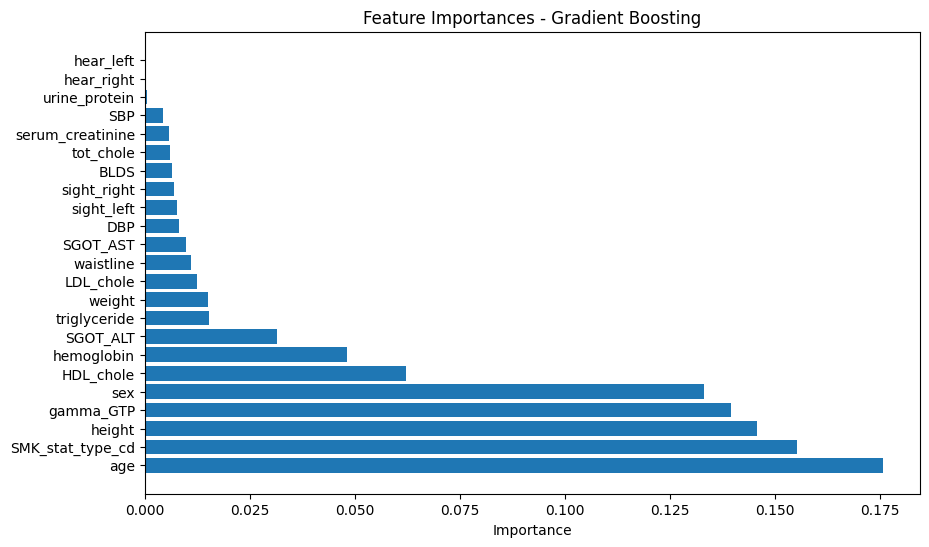 Feature Importances - Gradient Boosting
hear_left
hear_right
urine_protein
SBP
serum_creatinine
tot_chole
BLDS
sight_right
sight_left
DBP
SGOT_AST
waistline
LDL_chole
weight
triglyceride
SGOT_ALT
hemoglobin
HDL_chole
sex
gamma_GTP
height
SMK_stat_type_cd
age
0.000 0.025 0.050 0.075 0.100 0.125 0.150 0.175
Importance